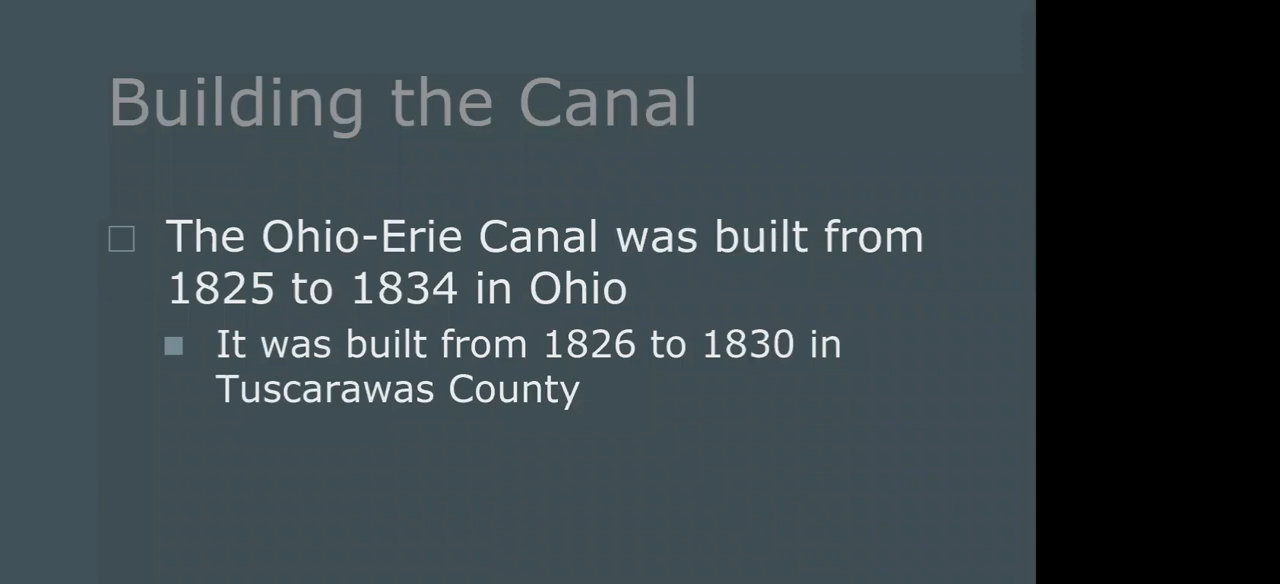 Building the Canal
The Ohio-Erie Canal was built from
1825 to 1834 in Ohio
It was built from 1826 to 1830 in
Tuscarawas County